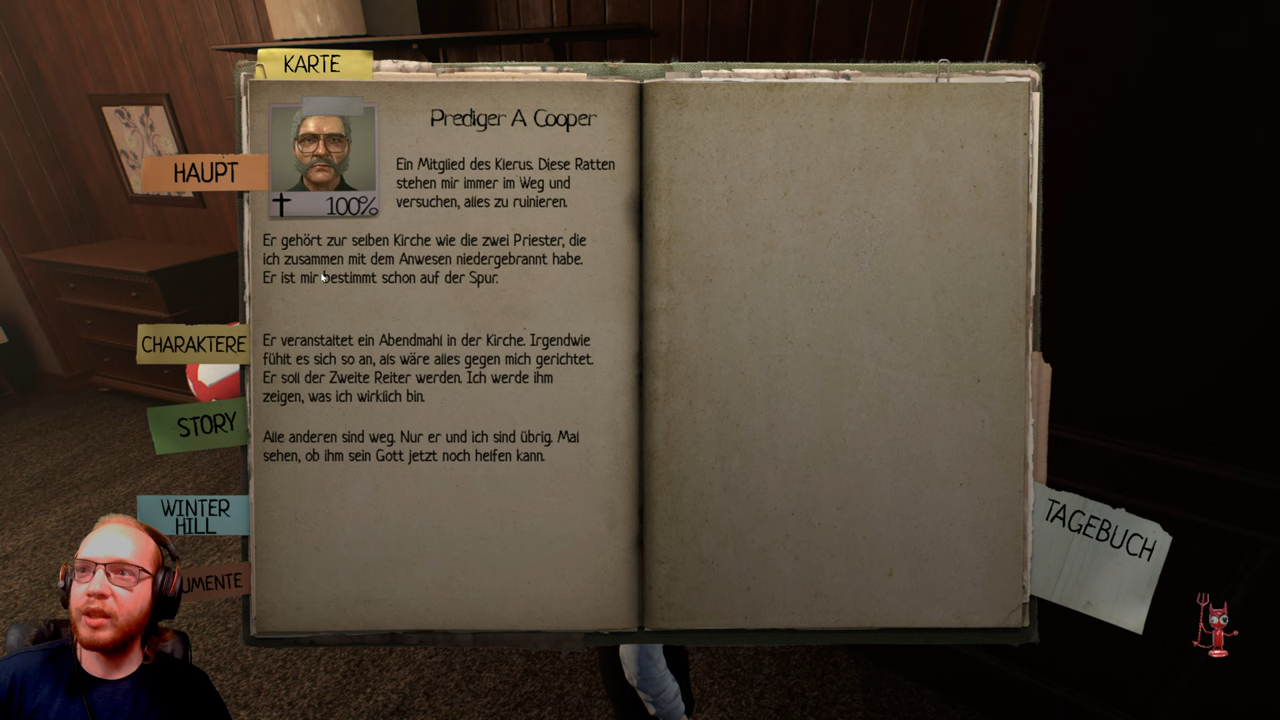 KARTE
HAUPT
Prediger A Cooper
100%
Ein Mitglied des Klerus. Diese Ratten
stehen mir immer im Weg und
versuchen, alles zu ruinieren.
Er gehört zur selben Kirche wie die zwei Priester, die
ich zusammen mit dem Anwesen niedergebrannt habe.
Er ist mir bestimmt schon auf der Spur.
Er veranstaltet ein Abendmahl in der Kirche. Irgendwie
fühlt es sich so an, als wäre alles gegen mich gerichtet.
Er soll der Zweite Reiter werden. Ich werde ihm
zeigen, was ich wirklich bin.
Alle anderen sind weg. Nur er und ich sind übrig. Mal
sehen, ob ihm sein Gott jetzt noch helfen kann.
CHARAKTERE
STORY
WINTER
HILL
UMENTE
TAGEBUCH